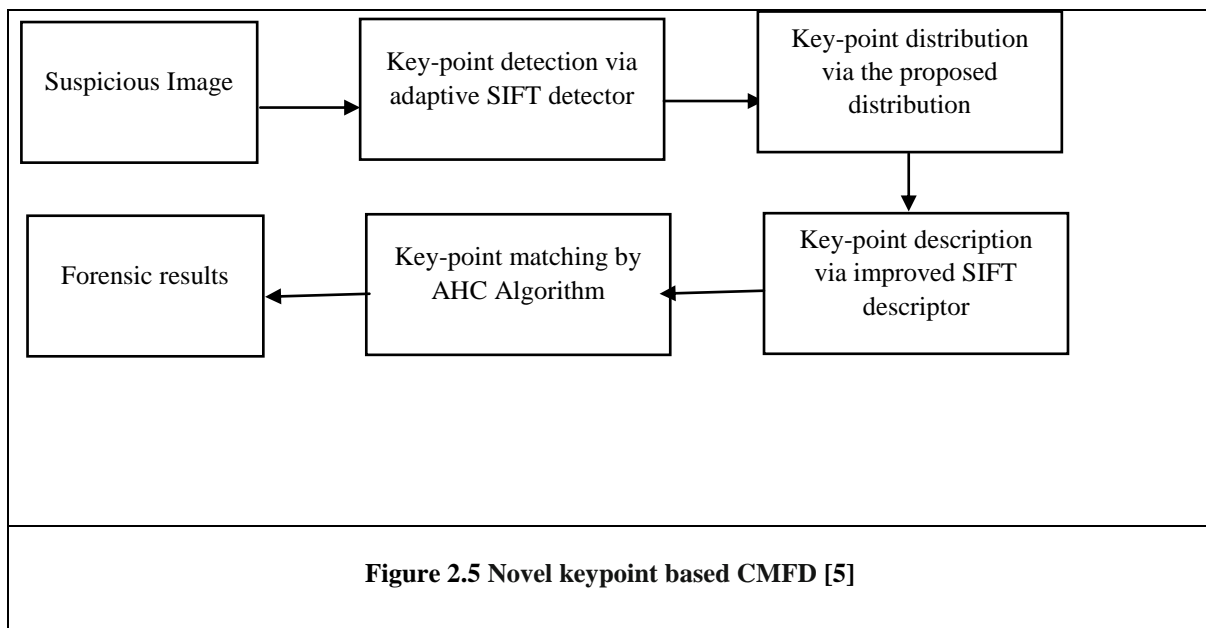 Suspicious Image
Key-point detection via
adaptive SIFT detector
Key-point distribution
via the proposed
distribution
Key-point description
via improved SIFT
descriptor
Key-point matching by
AHC Algorithm
Forensic results
Figure 2.5 Novel keypoint based CMFD [5]